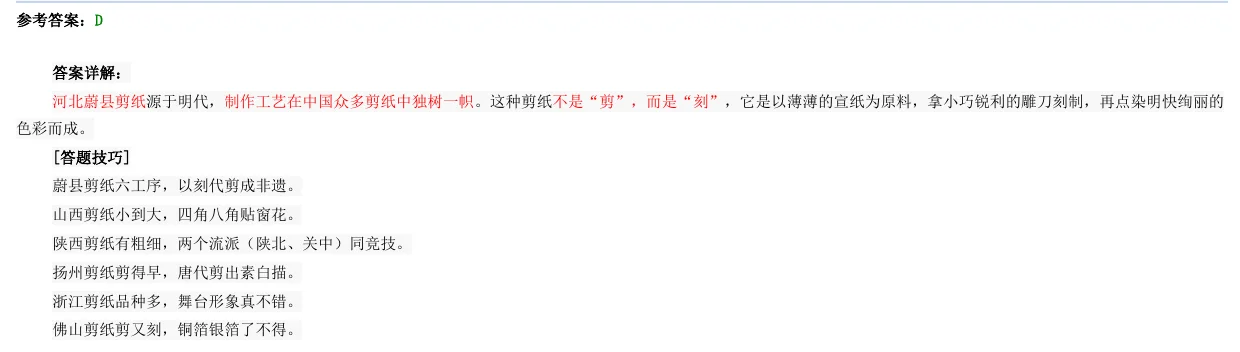 参考答案：D
答案详解：
河北蔚县剪纸源于明代，制作工艺在中国众多剪纸中独树一帜。这种剪纸不是“剪”，而是“刻”，它是以薄薄的宣纸为原料，拿小巧锐利的雕刀刻制，再点染明快绚丽的
色彩而成。
[答题技巧]
蔚县剪纸六工序，以刻代剪成非遗。
山西剪纸小到大，四角八角贴窗花。
陕西剪纸有粗细，两个流派（陕北、关中）同竞技。
扬州剪纸剪得早，唐代剪出素白描。
浙江剪纸品种多，舞台形象真不错。
佛山剪纸剪又刻，铜箔银箔了不得。